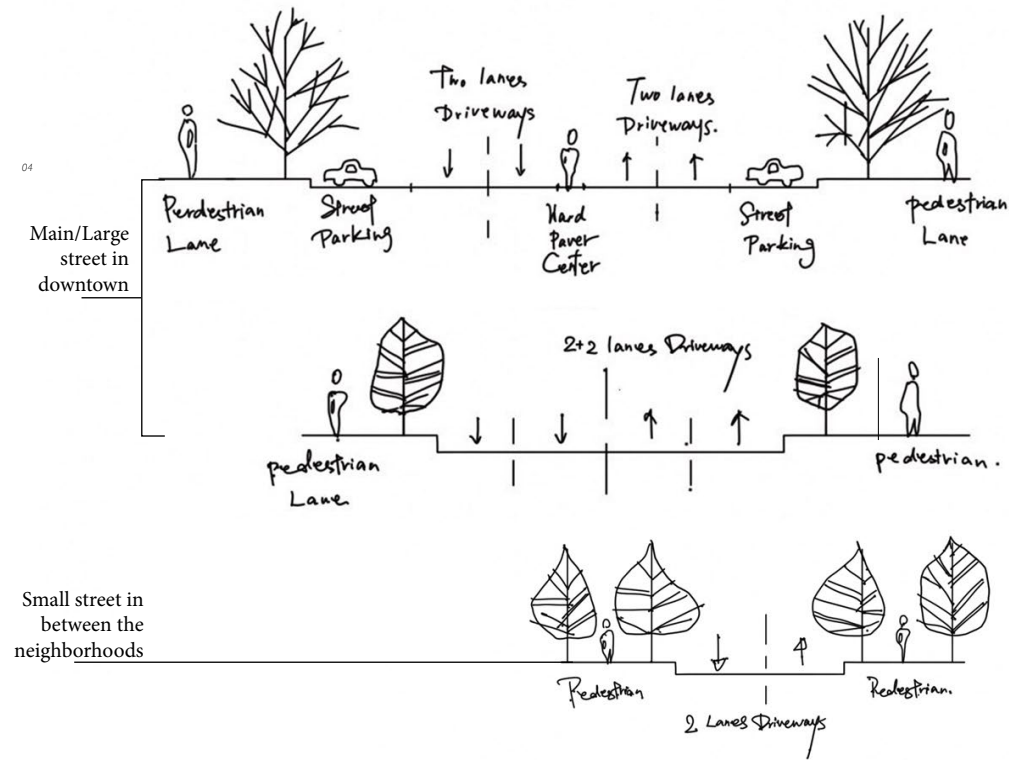 Two lanes
Driveways
Two lanes
Driveways.
04
Perdestrian
Lane
Street
Parking
Hard
Paver
Center
Street
Parking
pedestrian
Lane
Main/Large
street in
downtown
2+2 lanes Driveways
pedestrian
Lane
pedestrian.
Small street in
between the
neighborhoods
Pedestrian
Pedestrian.
2 Lanes Driveways